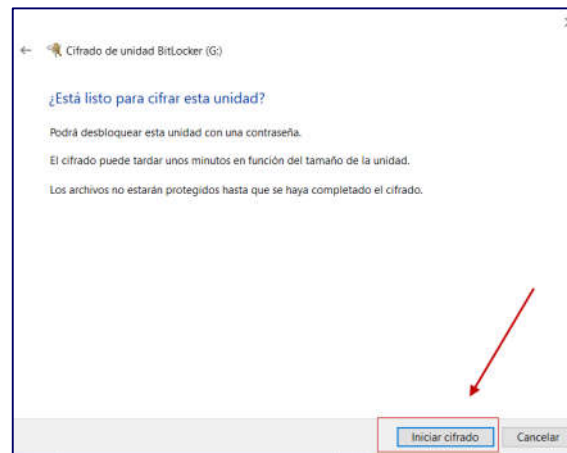 Cifrado de unidad BitLocker (G:)
¿Está listo para cifrar esta unidad?
Podrá desbloquear esta unidad con una contraseña.
El cifrado puede tardar unos minutos en función del tamaño de la unidad.
Los archivos no estarán protegidos hasta que se haya completado el cifrado.
Iniciar cifrado Cancelar